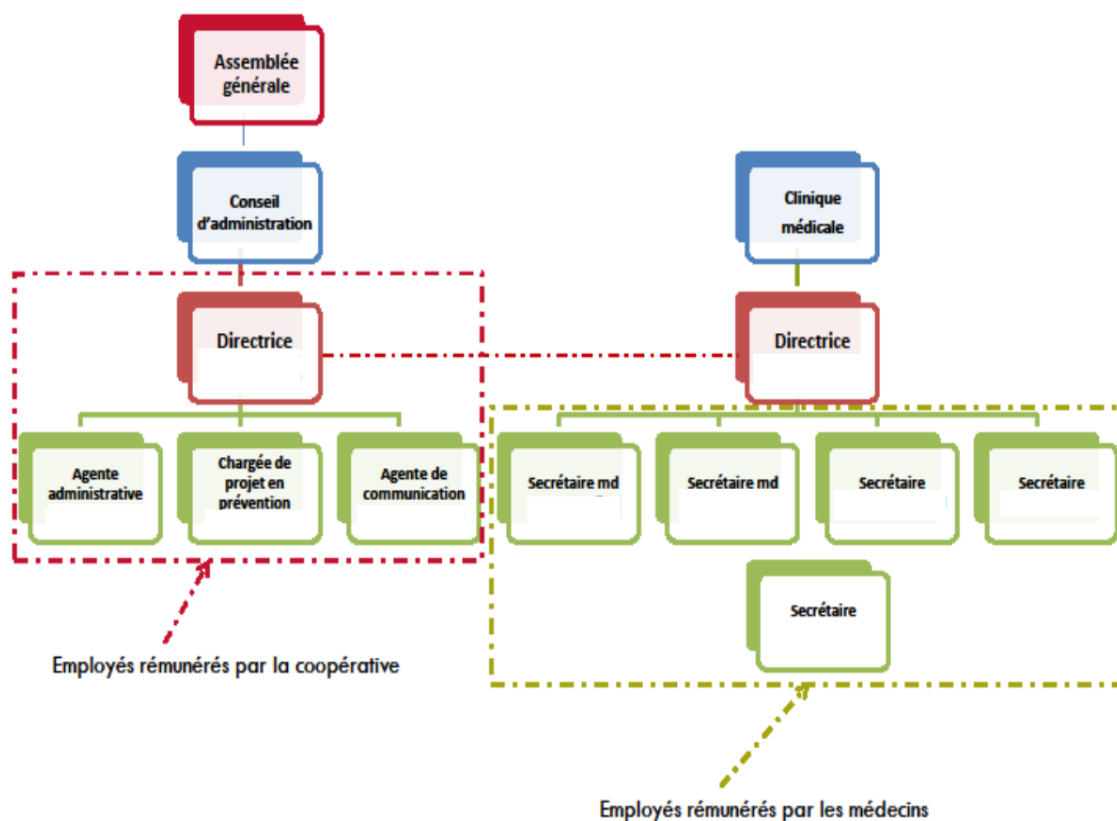 Assemblée
générale
Conseil
d'administration
Clinique
médicale
Directrice
Directrice
Agente
administrative
Chargée de
projet en
prévention
Agente de
communication
Secrétaire md
Secrétaire md
Secrétaire
Secrétaire
Secrétaire
Employés rémunérés par la coopérative
Employés rémunérés par les médecins